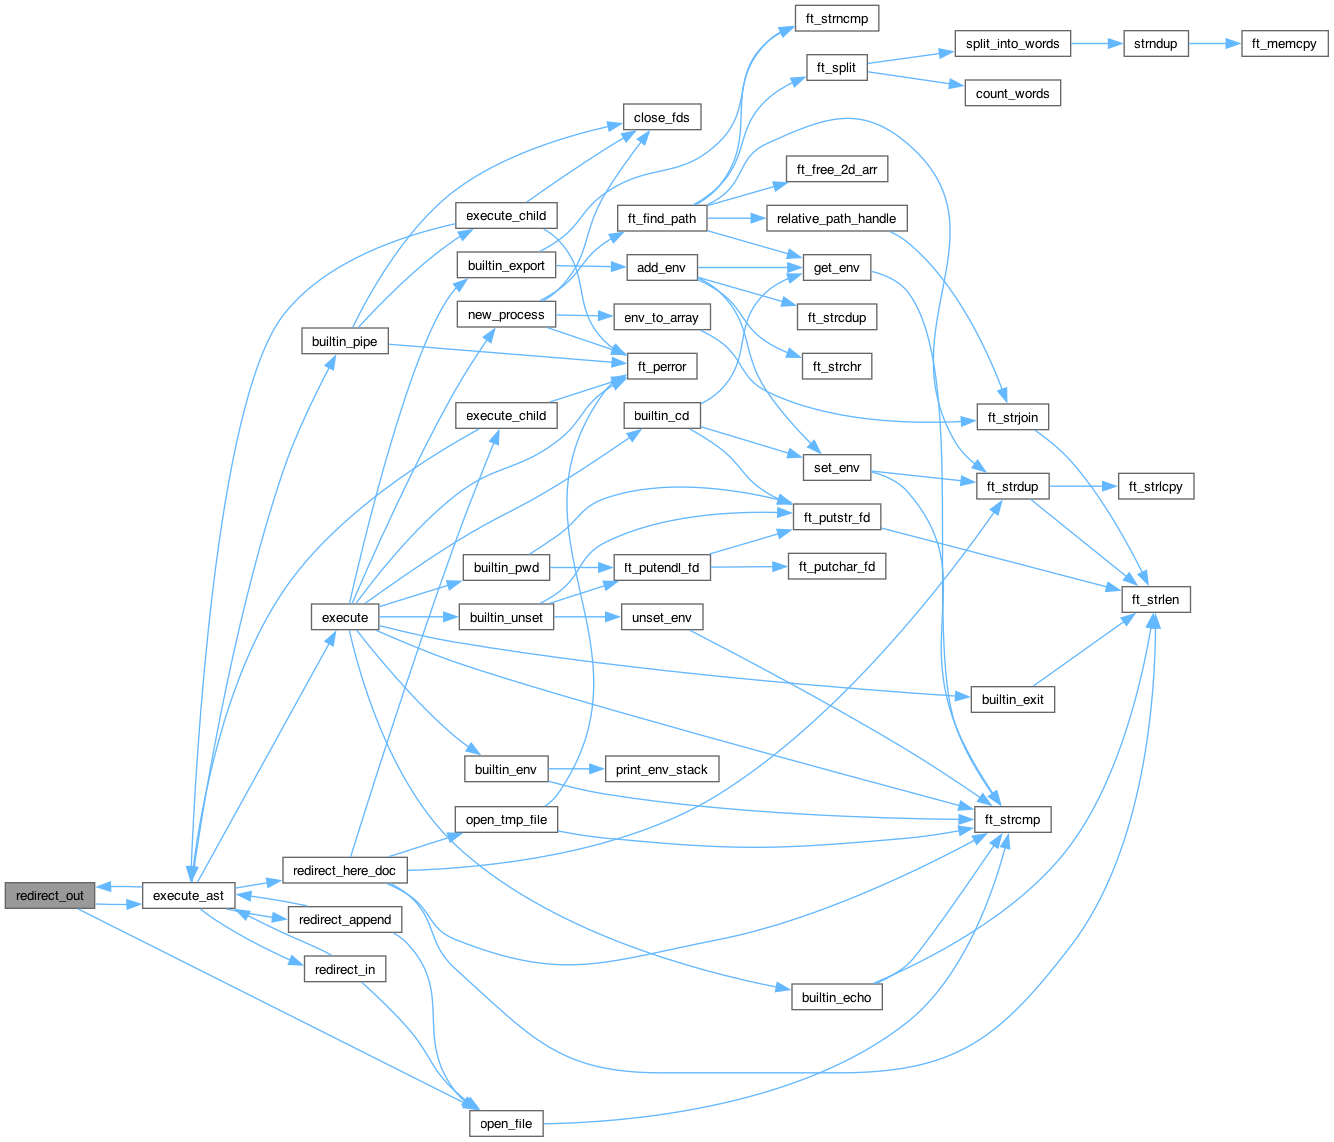 ft_strncmp
split_into_words
strndup
ft_memcpy
ft_split
count_words
close_fds
ft_free_2d_arr
execute_child
ft_find_path
relative_path_handle
builtin_export
add_env
get_env
new_process
env_to_array
ft_strcdup
builtin_pipe
ft_perror
ft_strchr
execute_child
builtin_cd
ft_strjoin
set_env
ft_strdup
ft_strlcpy
ft_putstr_fd
builtin_pwd
ft_putendl_fd
ft_putchar_fd
ft_strlen
execute
builtin_unset
unset_env
builtin_exit
builtin_env
print_env_stack
open_tmp_file
ft_strcmp
redirect_here_doc
redirect_out
execute_ast
redirect_append
redirect_in
builtin_echo
open_file